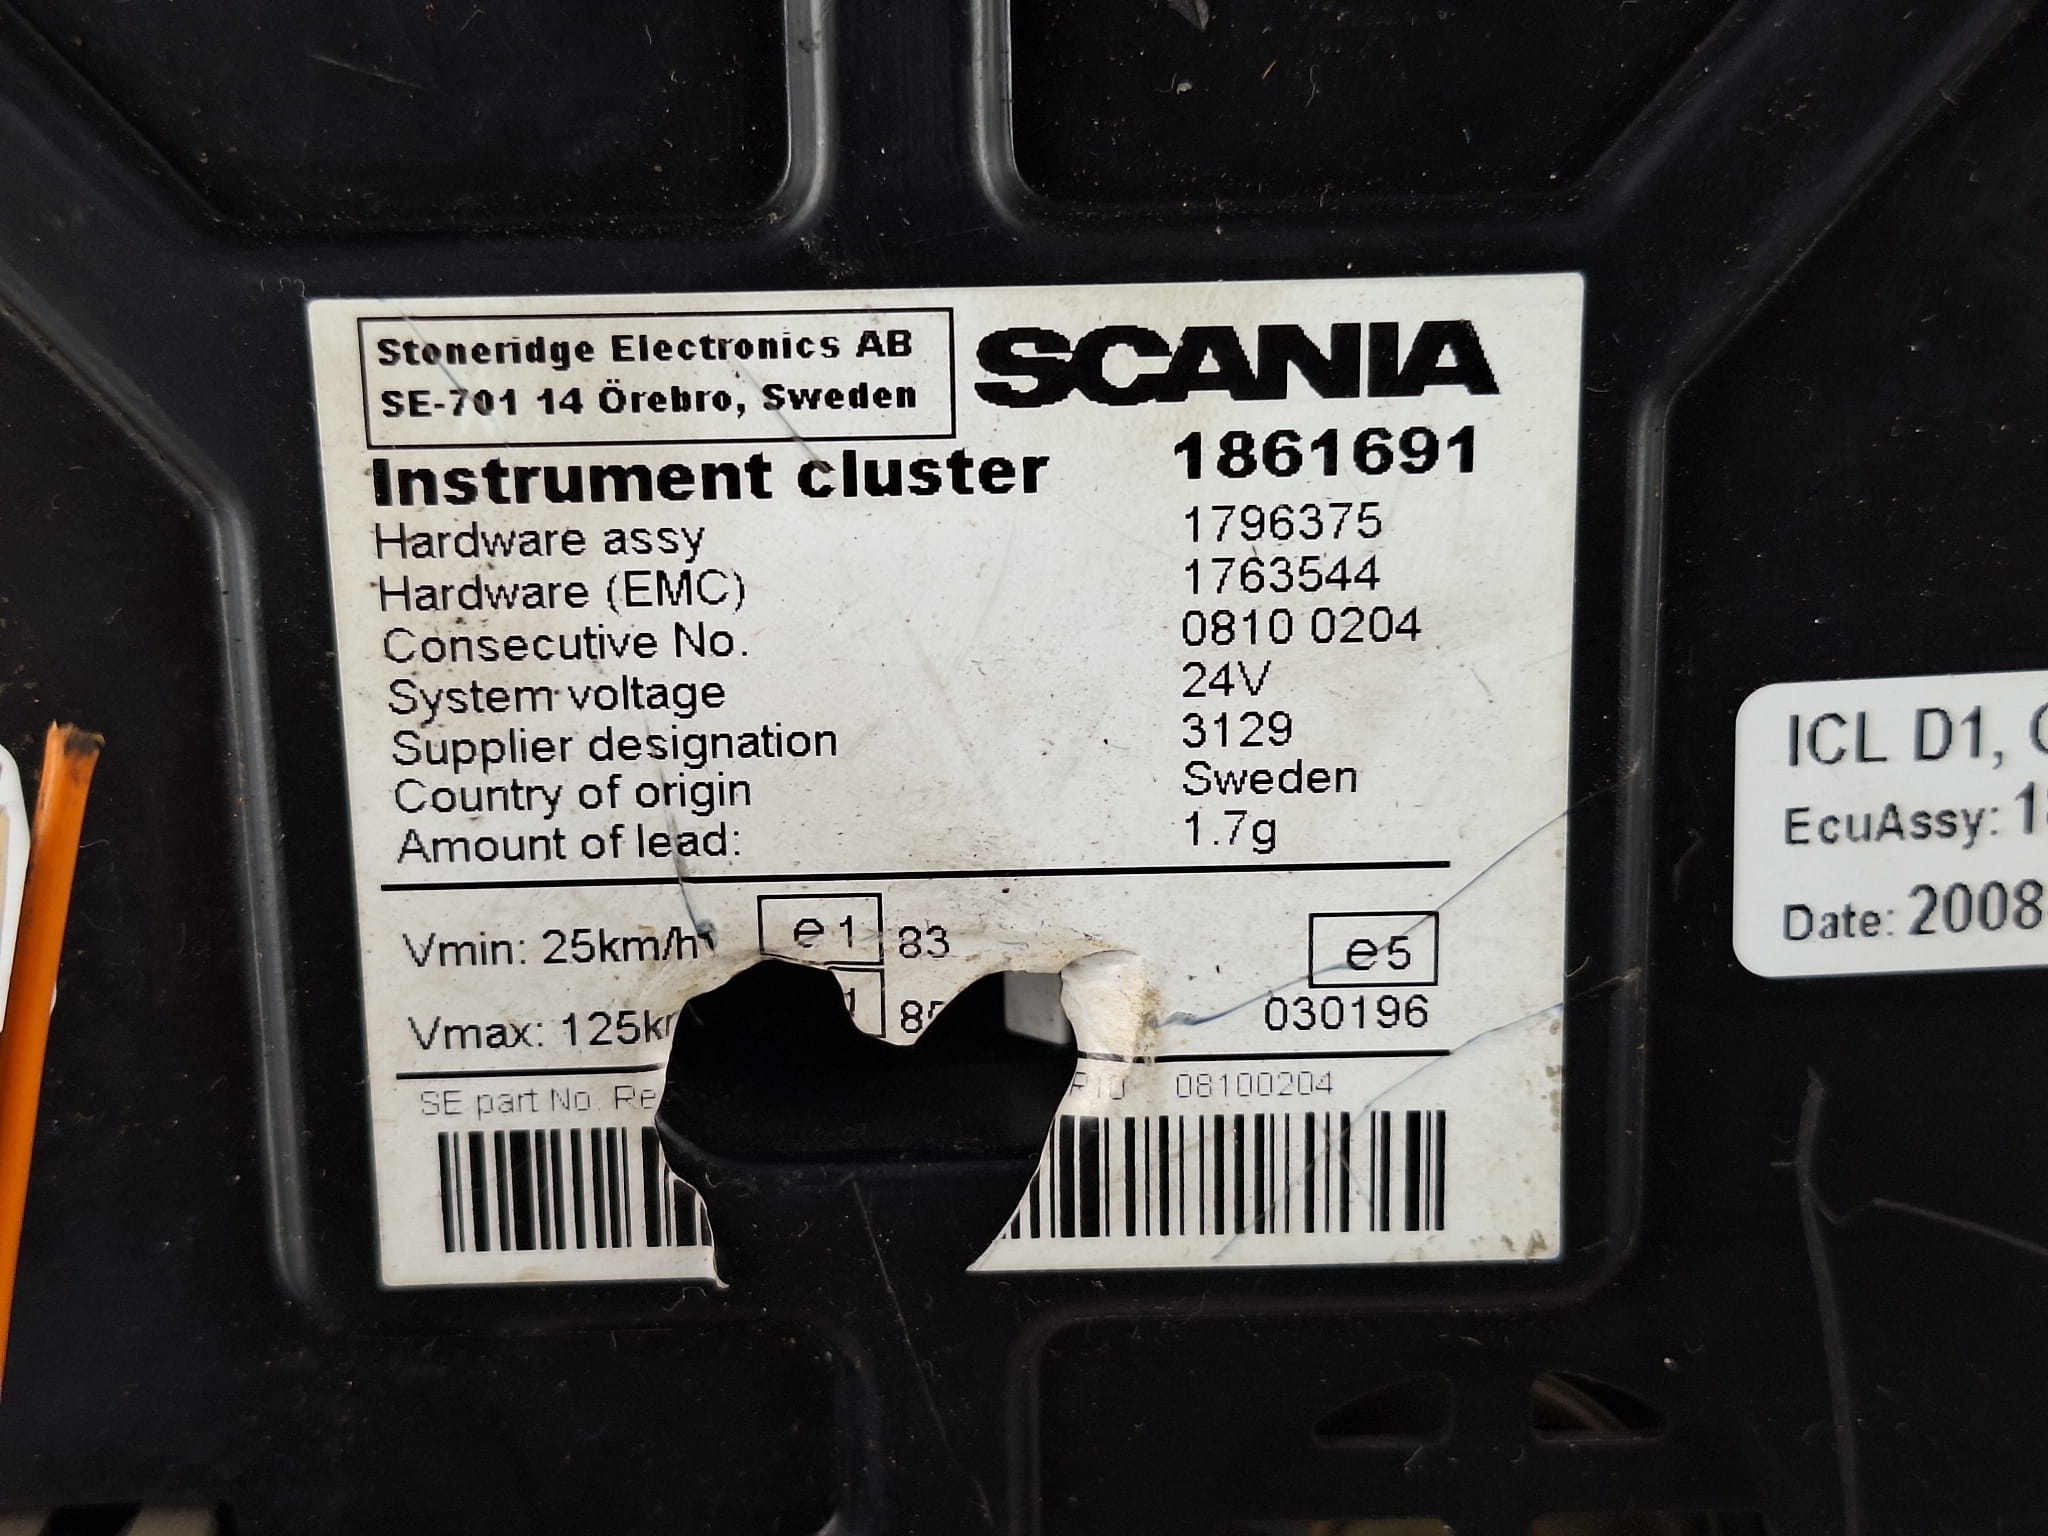 Stoneridge Electronics AB
SE-701 14 Örebro, Sweden
SCANIA
Instrument cluster 1861691
Hardware assy 1796375
Hardware (EMC) 1763544
Consecutive No. 0810 0204
System voltage 24V
Supplier designation 3129
Country of origin Sweden
Amount of lead: 1.7g
Vmin: 25km/h e1 83 e5
Vmax: 125k 030196
SE part No. Re 08100204
ICL D1,
EcuAssy:
Date: 2008